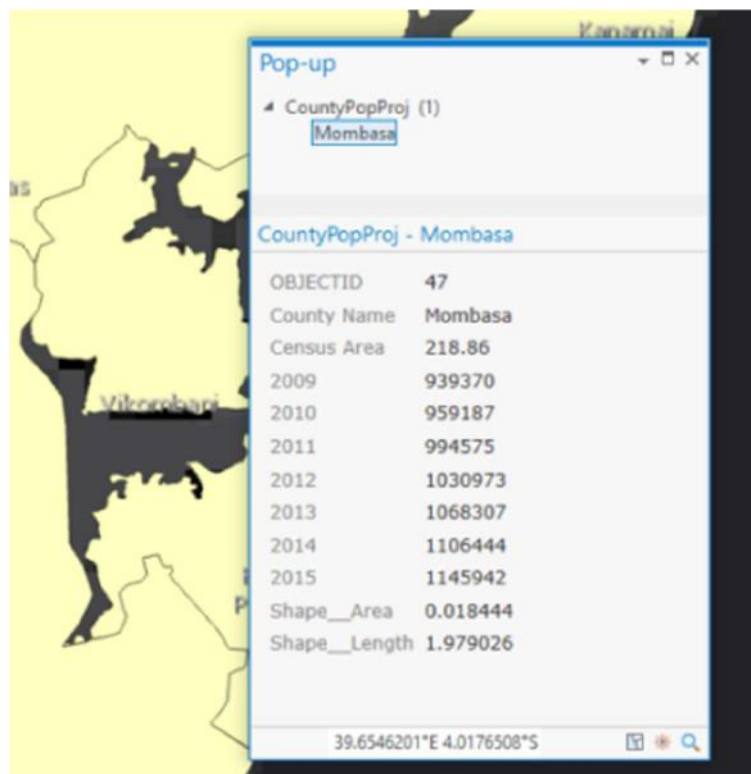 Kanamai
Pop-up
CountyPopProj (1)
Mombasa
as
CountyPopProj - Mombasa
OBJECTID 47
County Name Mombasa
Census Area 218.86
2009 939370
2010 959187
Vikombani
2011 994575
2012 1030973
2013 1068307
2014 1106444
2015 1145942
Shape__Area 0.018444
Shape__Length 1.979026
39.6546201°E 4.0176508°S